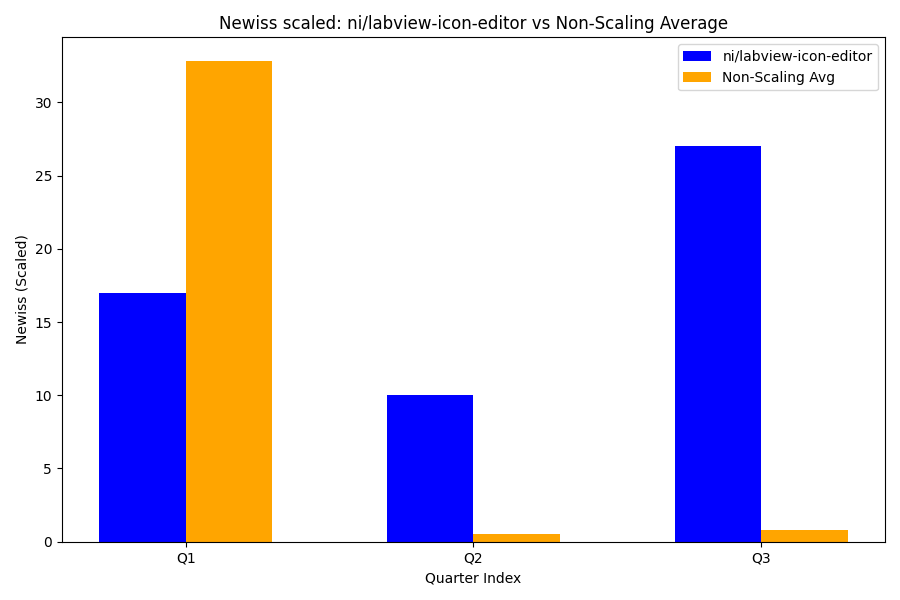 Newiss scaled: ni/labview-icon-editor vs Non-Scaling Average
ni/labview-icon-editor
Non-Scaling Avg
Newiss (Scaled)
30
25
20
15
10
5
0
Q1
Q2
Q3
Quarter Index